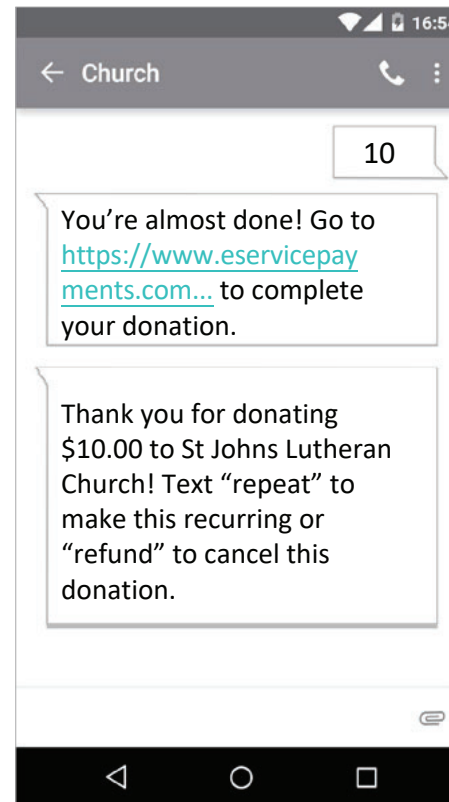 16:54
Church
10
You’re almost done! Go to
https://www.eservicepay
ments.com... to complete
your donation.
Thank you for donating
$10.00 to St Johns Lutheran
Church! Text “repeat” to
make this recurring or
“refund” to cancel this
donation.